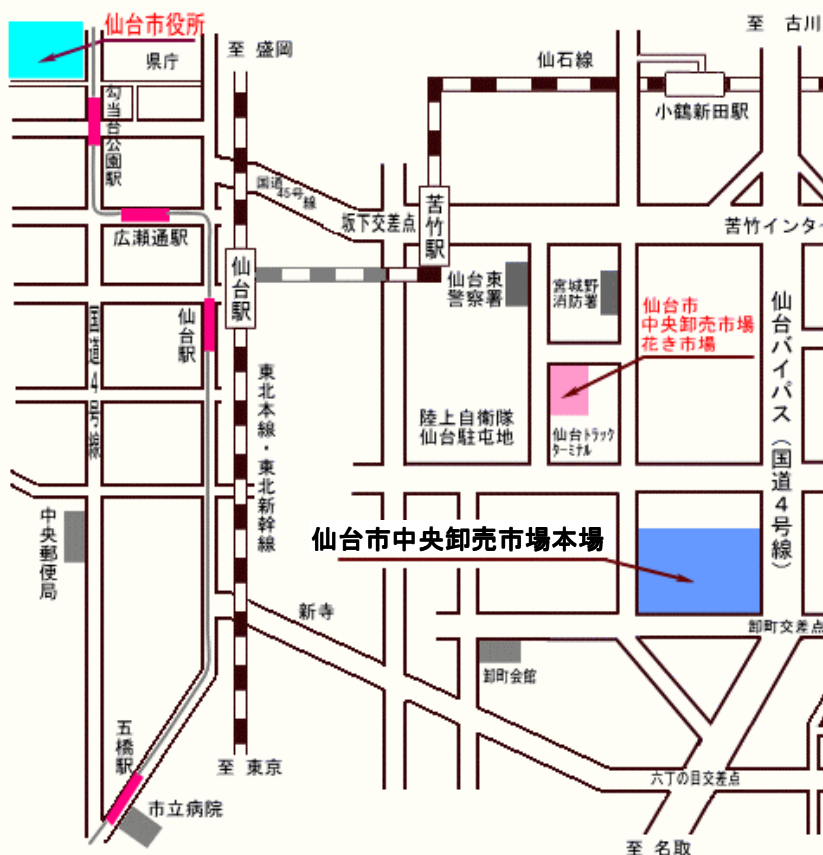 仙台市役所
県庁
至 盛岡
仙石線
至 古川
小鶴新田駅
勾当台公園駅
国道
45号
線
坂下交差点
苦竹駅
苦竹インター
広瀬通駅
仙台駅
仙台東
警察署
宮城野
消防署
仙台市
中央卸売市場
花き市場
仙台バイパス（国道4号線）
国道4号線
仙台駅
東北本線・東北新幹線
陸上自衛隊
仙台駐屯地
仙台トラック
ターミナル
中央郵便局
仙台市中央卸売市場本場
新寺
卸町交差点
卸町会館
五橋駅
至 東京
市立病院
六丁の目交差点
至 名取